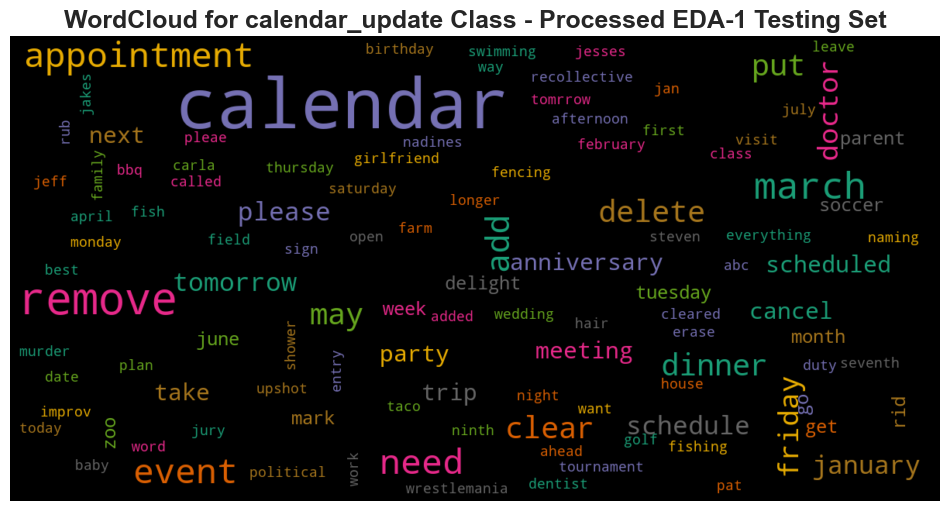 WordCloud for calendar_update Class - Processed EDA-1 Testing Set
appointment
birthday
swimming
jesses
leave
way
put
calendar
recollective
jakes
tomrrow
jan
doctor
afternoon
july
rub
next
pleae
nadines
first
february
visit
parent
class
girlfriend
bbq
carla
thursday
fencing
jeff
family
called
saturday
march
longer
soccer
april
fish
please
delete
add
farm
monday
field
open
steven
everything
naming
sign
anniversary
abc
scheduled
best
tomorrow
delight
tuesday
remove
may
week
added
wedding
cleared
cancel
hair
erase
june
month
murder
shower
party
meeting
plan
dinner
duty
seventh
date
entry
house
take
upshot
trip
night
friday
go
rid
improv
taco
want
mark
today
zoo
jury
ninth
clear
schedule
get
golf
word
ahead
fishing
baby
event
political
work
need
tournament
january
wrestlemania
dentist
pat